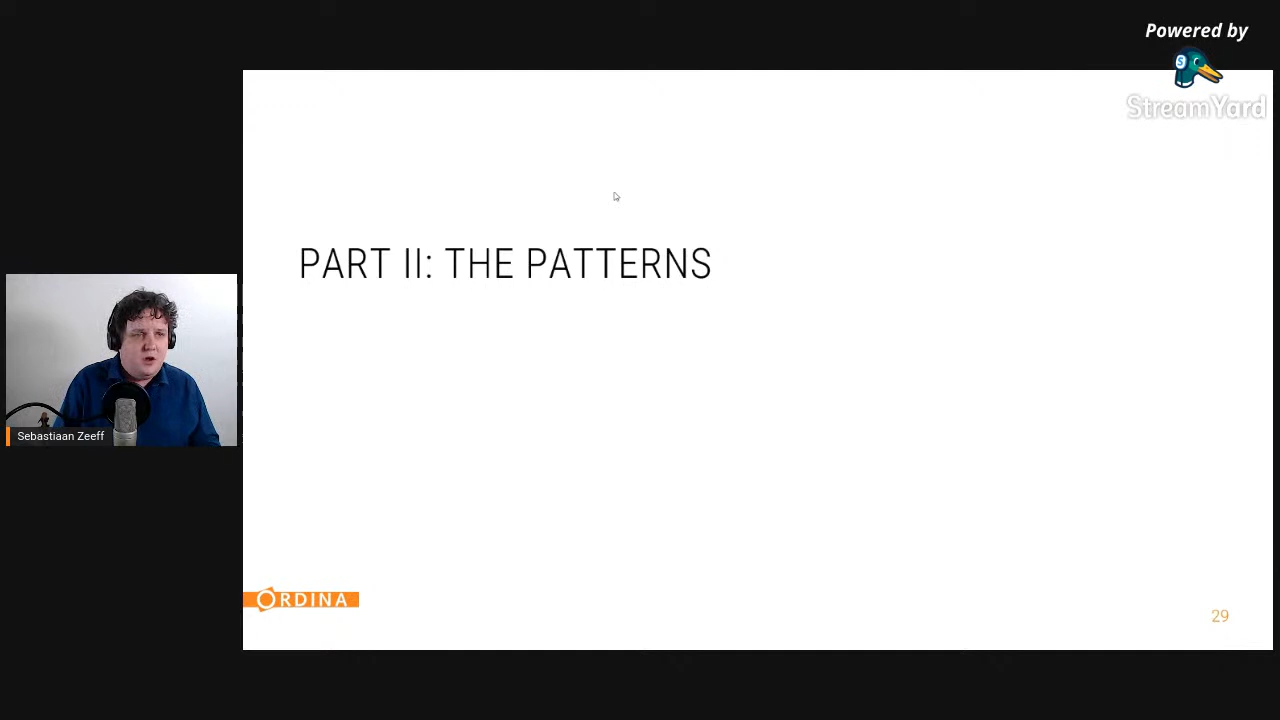 Powered by
S
StreamYard
PART II: THE PATTERNS
Sebastiaan Zeeff
ORDINA
29